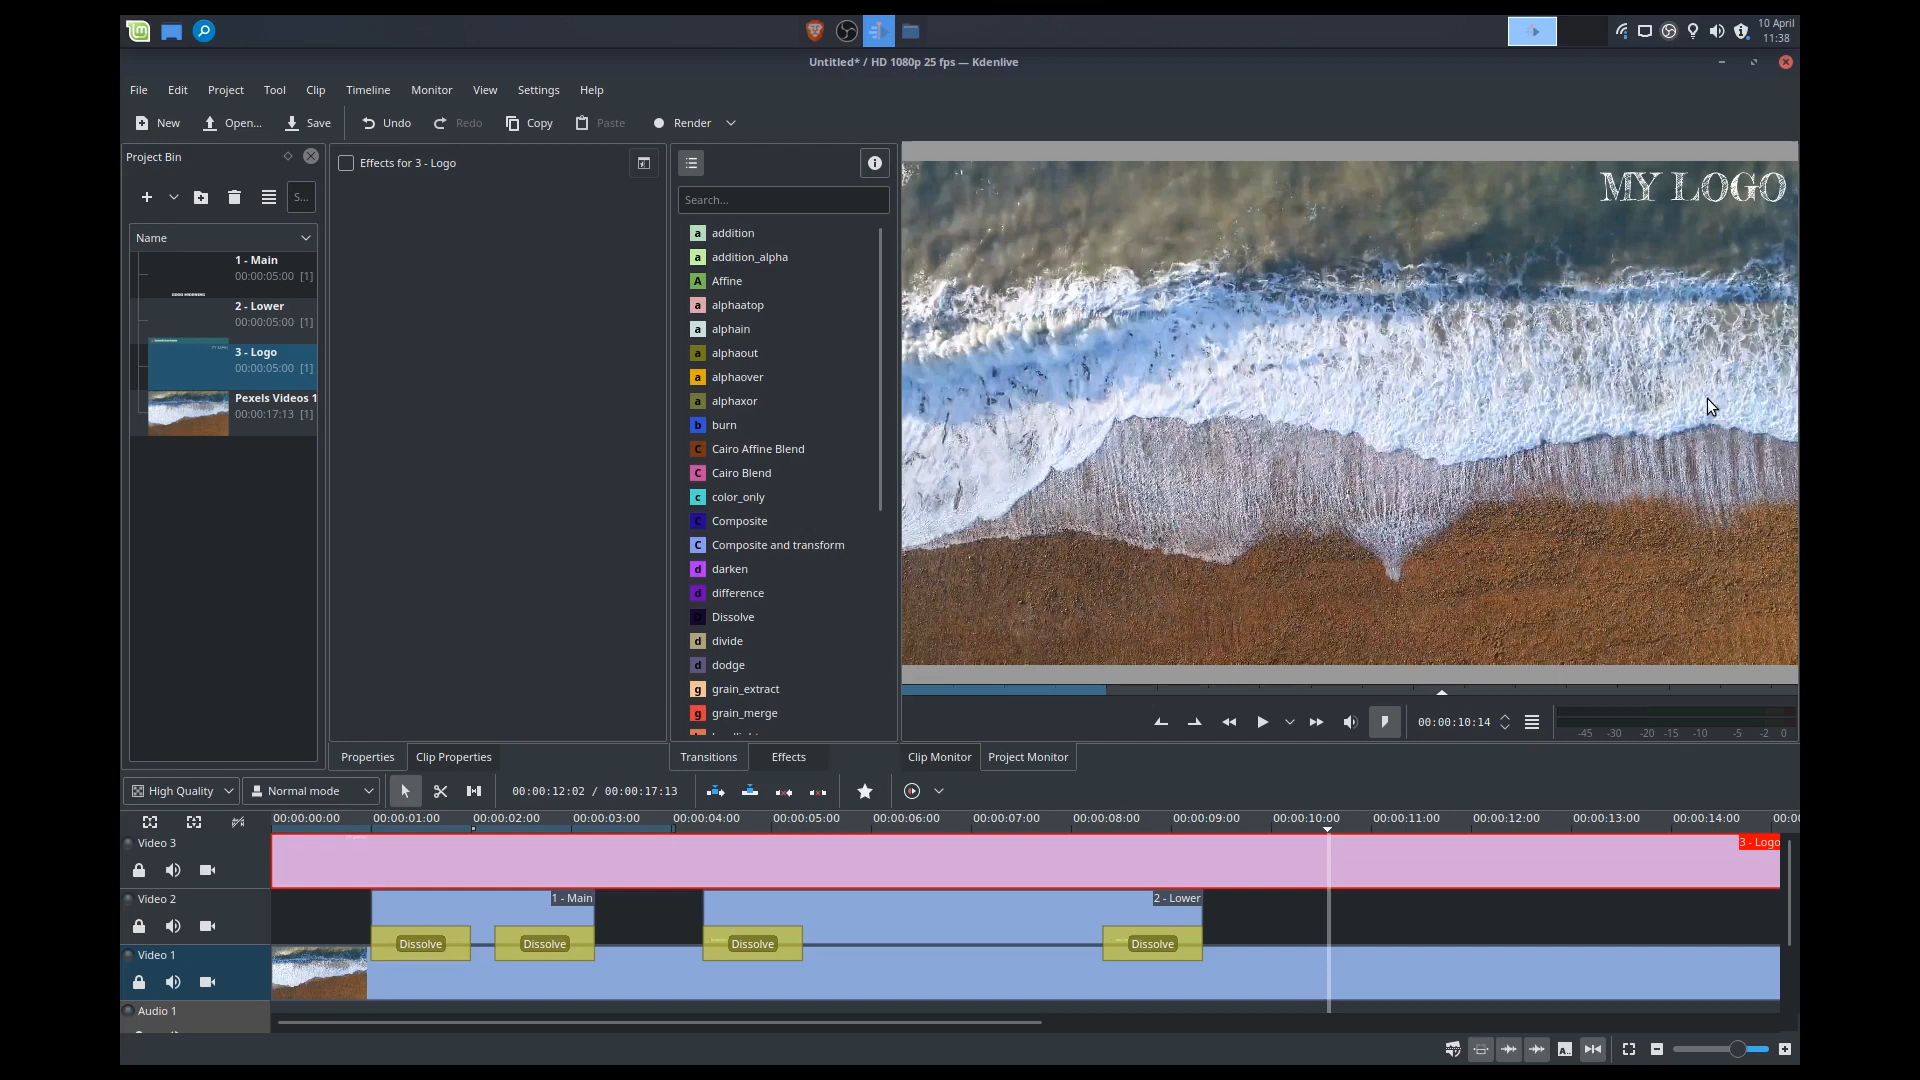 10 April
11:38
Untitled* / HD 1080p 25 fps — Kdenlive
File Edit Project Tool Clip Timeline Monitor View Settings Help
New Open... Save Undo Redo Copy Paste Render
Project Bin
S...
Name
1 - Main
00:00:05:00 [1]
2 - Lower
00:00:05:00 [1]
3 - Logo
00:00:05:00 [1]
Pexels Videos 1
00:00:17:13 [1]
Effects for 3 - Logo
Search...
a addition
a addition_alpha
A Affine
a alphaatop
a alphain
a alphaout
a alphaover
a alphaxor
b burn
C Cairo Affine Blend
C Cairo Blend
c color_only
C Composite
C Composite and transform
d darken
d difference
D Dissolve
d divide
d dodge
g grain_extract
g grain_merge
MY LOGO
00:00:10:14
-45 -30 -20 -15 -10 -5 -2 0
Properties Clip Properties
Transitions Effects
Clip Monitor Project Monitor
High Quality Normal mode 00:00:12:02 / 00:00:17:13
00:00:00:00 00:00:01:00 00:00:02:00 00:00:03:00 00:00:04:00 00:00:05:00 00:00:06:00 00:00:07:00 00:00:08:00 00:00:09:00 00:00:10:00 00:00:11:00 00:00:12:00 00:00:13:00 00:00:14:00 00:0
Video 3
3 - Logo
Video 2
1 - Main 2 - Lower
Dissolve Dissolve Dissolve Dissolve
Video 1
Audio 1